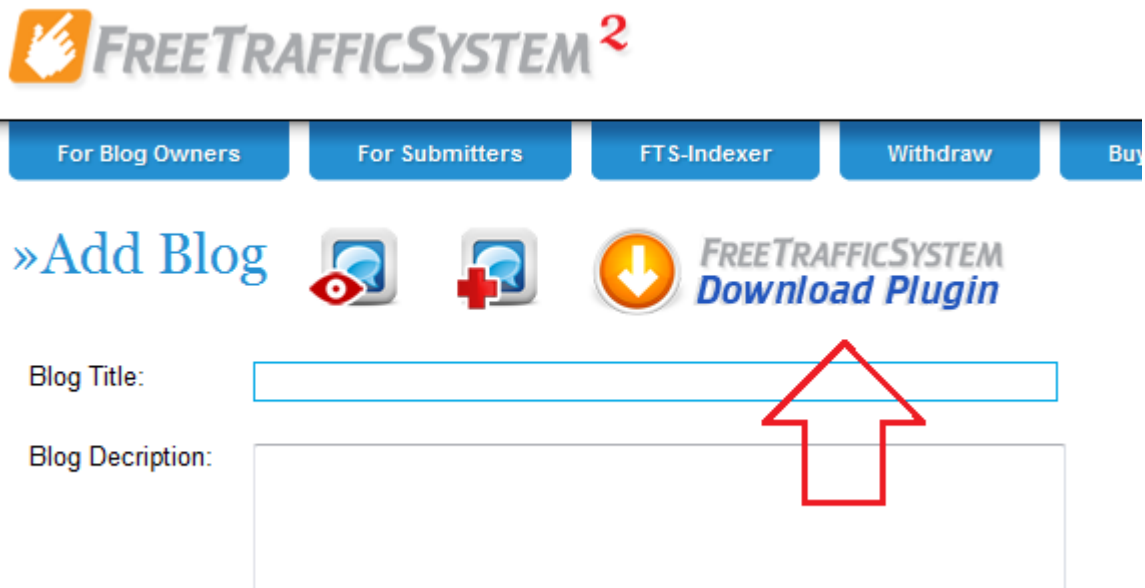 FREETRAFFICSYSTEM 2
For Blog Owners For Submitters FTS-Indexer Withdraw Buy
»Add Blog
FREETRAFFICSYSTEM
Download Plugin
Blog Title:
Blog Decription: